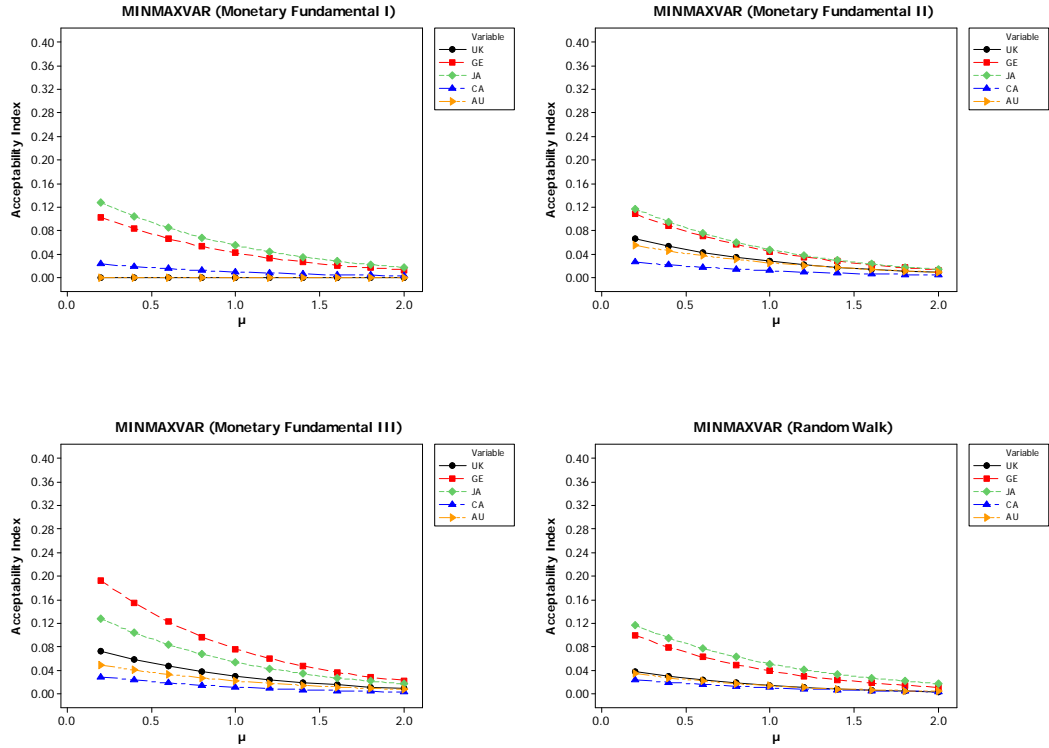 MINMAXVAR (Monetary Fundamental I)
Acceptability Index
0.40
0.36
0.32
0.28
0.24
0.20
0.16
0.12
0.08
0.04
0.00
0.0 0.5 1.0 1.5 2.0
µ
Variable
UK
GE
JA
CA
AU
MINMAXVAR (Monetary Fundamental II)
Acceptability Index
0.40
0.36
0.32
0.28
0.24
0.20
0.16
0.12
0.08
0.04
0.00
0.0 0.5 1.0 1.5 2.0
µ
Variable
UK
GE
JA
CA
AU
MINMAXVAR (Monetary Fundamental III)
Acceptability Index
0.40
0.36
0.32
0.28
0.24
0.20
0.16
0.12
0.08
0.04
0.00
0.0 0.5 1.0 1.5 2.0
µ
Variable
UK
GE
JA
CA
AU
MINMAXVAR (Random Walk)
Acceptability Index
0.40
0.36
0.32
0.28
0.24
0.20
0.16
0.12
0.08
0.04
0.00
0.0 0.5 1.0 1.5 2.0
µ
Variable
UK
GE
JA
CA
AU